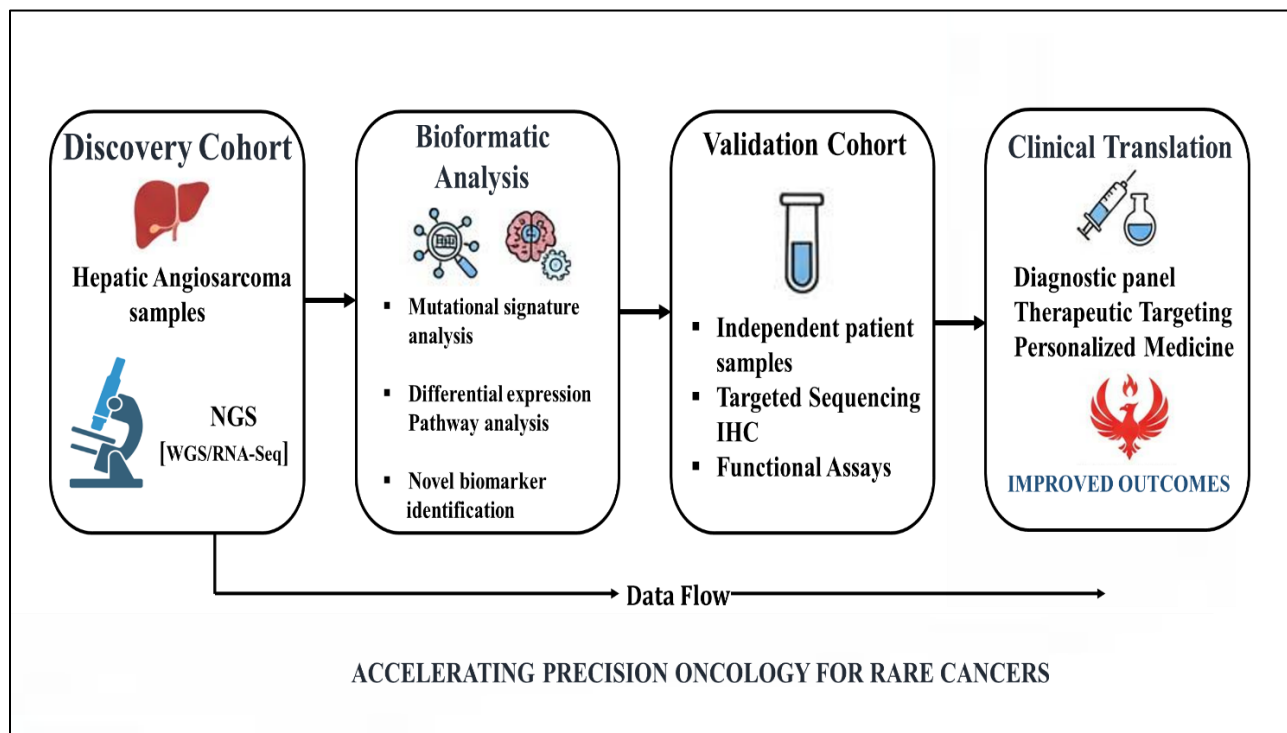 Discovery Cohort
Hepatic Angiosarcoma
samples
NGS
[WGS/RNA-Seq]
Bioformatic
Analysis
▪ Mutational signature
analysis
▪ Differential expression
Pathway analysis
▪ Novel biomarker
identification
Validation Cohort
▪ Independent patient
samples
▪ Targeted Sequencing
IHC
▪ Functional Assays
Clinical Translation
Diagnostic panel
Therapeutic Targeting
Personalized Medicine
IMPROVED OUTCOMES
Data Flow
ACCELERATING PRECISION ONCOLOGY FOR RARE CANCERS